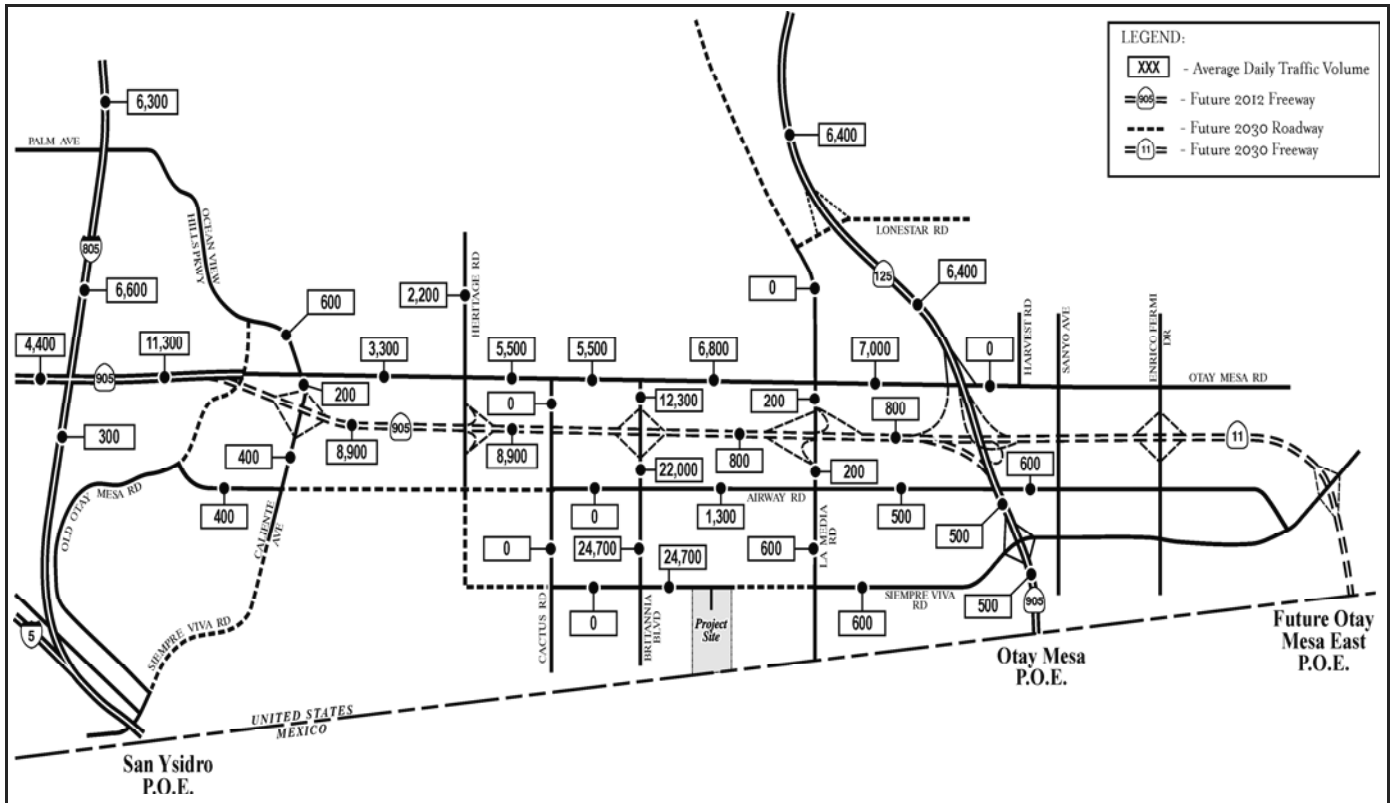 LEGEND:
XXX - Average Daily Traffic Volume
905 - Future 2012 Freeway
- Future 2030 Roadway
11 - Future 2030 Freeway
6,300
PALM AVE
OCEAN VIEW
HILLS PKWY
805
6,600
600
4,400
11,300
905
3,300
200
300
400
8,900
905
OLD OTAY MESA RD
400
CALIENTE
AVE
SIEMPRE VIVA RD
5
HERITAGE RD
2,200
5,500
5,500
6,800
7,000
0
0
12,300
200
800
8,900
800
22,000
200
600
0
AIRWAY RD
1,300
500
0
24,700
24,700
600
LA MEDIA
RD
500
0
SIEMPRE VIVA
RD
600
500
905
CACTUS RD
BRITANNIA
BLVD
Project
Site
6,400
LONESTAR RD
125
6,400
0
HARVEST RD
SANYO AVE
ENRICO FERMI
DR
OTAY MESA RD
11
UNITED STATES
MEXICO
San Ysidro
P.O.E.
Otay Mesa
P.O.E.
Future Otay
Mesa East
P.O.E.